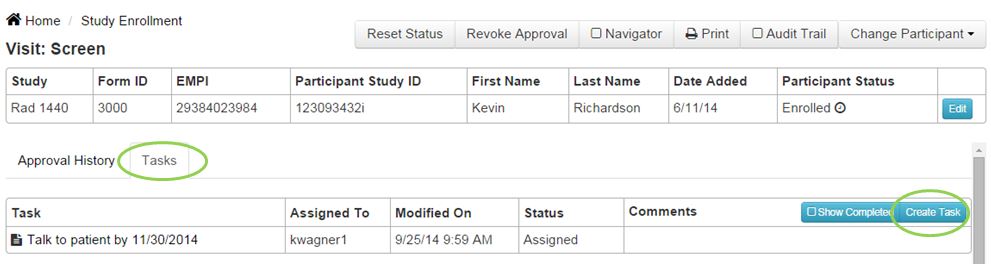 Home / Study Enrollment
Visit: Screen
Reset Status Revoke Approval Navigator Print Audit Trail Change Participant
Study Form ID EMPI Participant Study ID First Name Last Name Date Added Participant Status
Rad 1440 3000 29384023984 123093432i Kevin Richardson 6/11/14 Enrolled Edit
Approval History Tasks
Task Assigned To Modified On Status Comments Show Completed Create Task
Talk to patient by 11/30/2014 kwagner1 9/25/14 9:59 AM Assigned